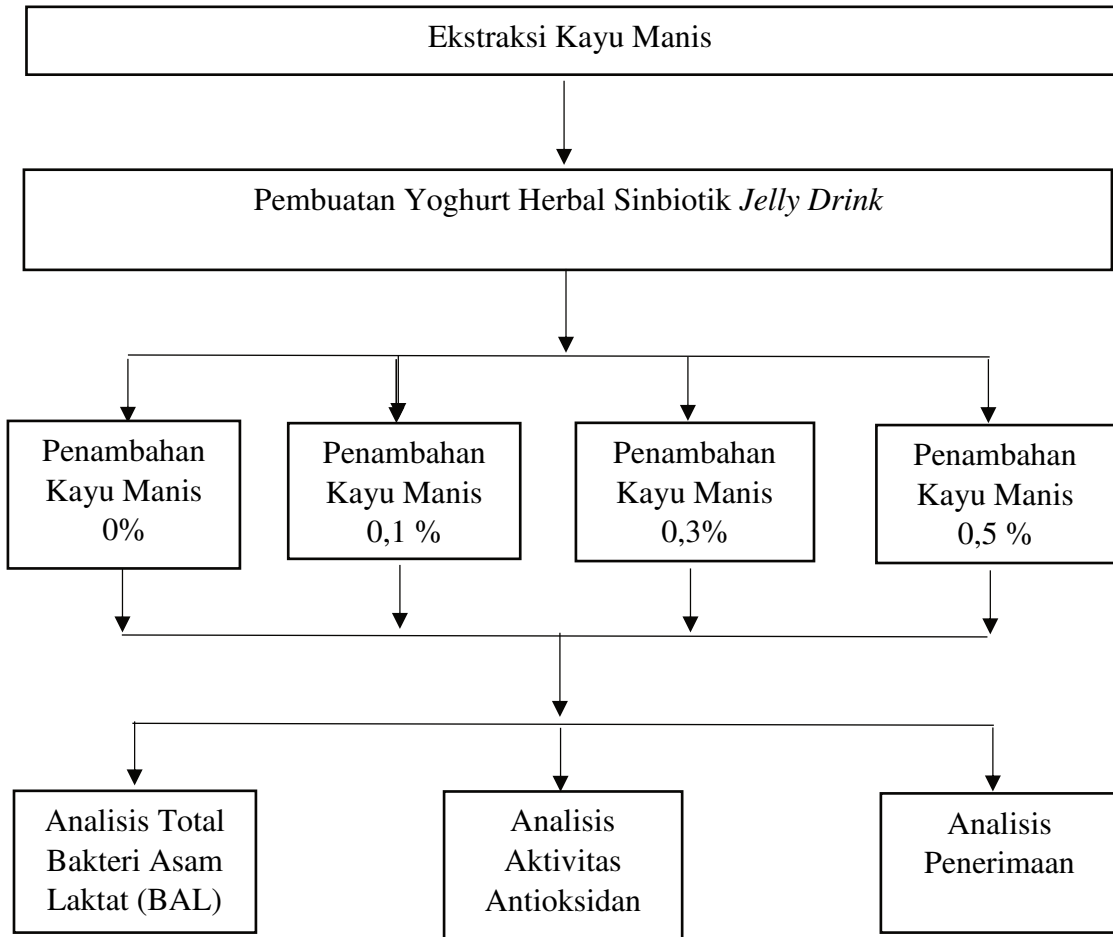 Ekstraksi Kayu Manis
Pembuatan Yoghurt Herbal Sinbiotik Jelly Drink
Penambahan
Kayu Manis
0%
Penambahan
Kayu Manis
0,1 %
Penambahan
Kayu Manis
0,3%
Penambahan
Kayu Manis
0,5 %
Analisis Total
Bakteri Asam
Laktat (BAL)
Analisis
Aktivitas
Antioksidan
Analisis
Penerimaan